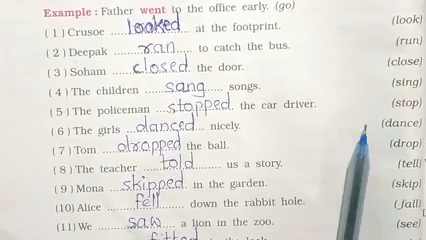 Example : Father went to the office early. (go)
(1) Crusoe looked at the footprint. (look)
(2) Deepak ran to catch the bus. (run)
(3) Soham closed the door. (close)
(4) The children sang songs. (sing)
(5) The policeman stopped the car driver. (stop)
(6) The girls danced nicely. (dance)
(7) Tom dropped the ball. (drop)
(8) The teacher told us a story. (tell)
(9) Mona skipped in the garden. (skip)
(10) Alice fell down the rabbit hole. (fall)
(11) We saw a lion in the zoo. (see)